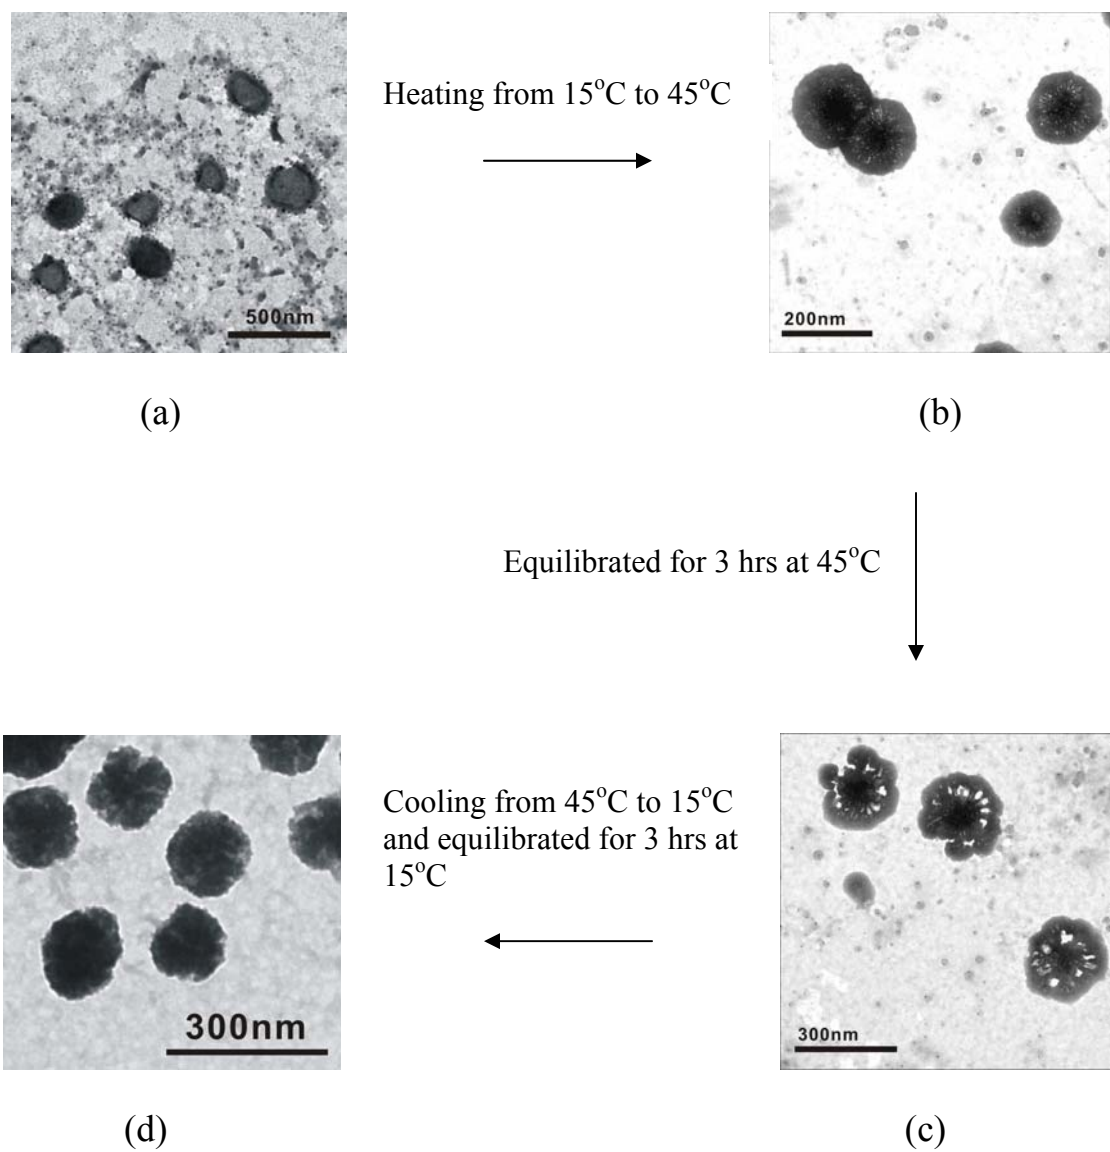 Heating from 15°C to 45°C
500nm
200nm
(a)
(b)
Equilibrated for 3 hrs at 45°C
Cooling from 45°C to 15°C
and equilibrated for 3 hrs at
15°C
300nm
300nm
(d)
(c)